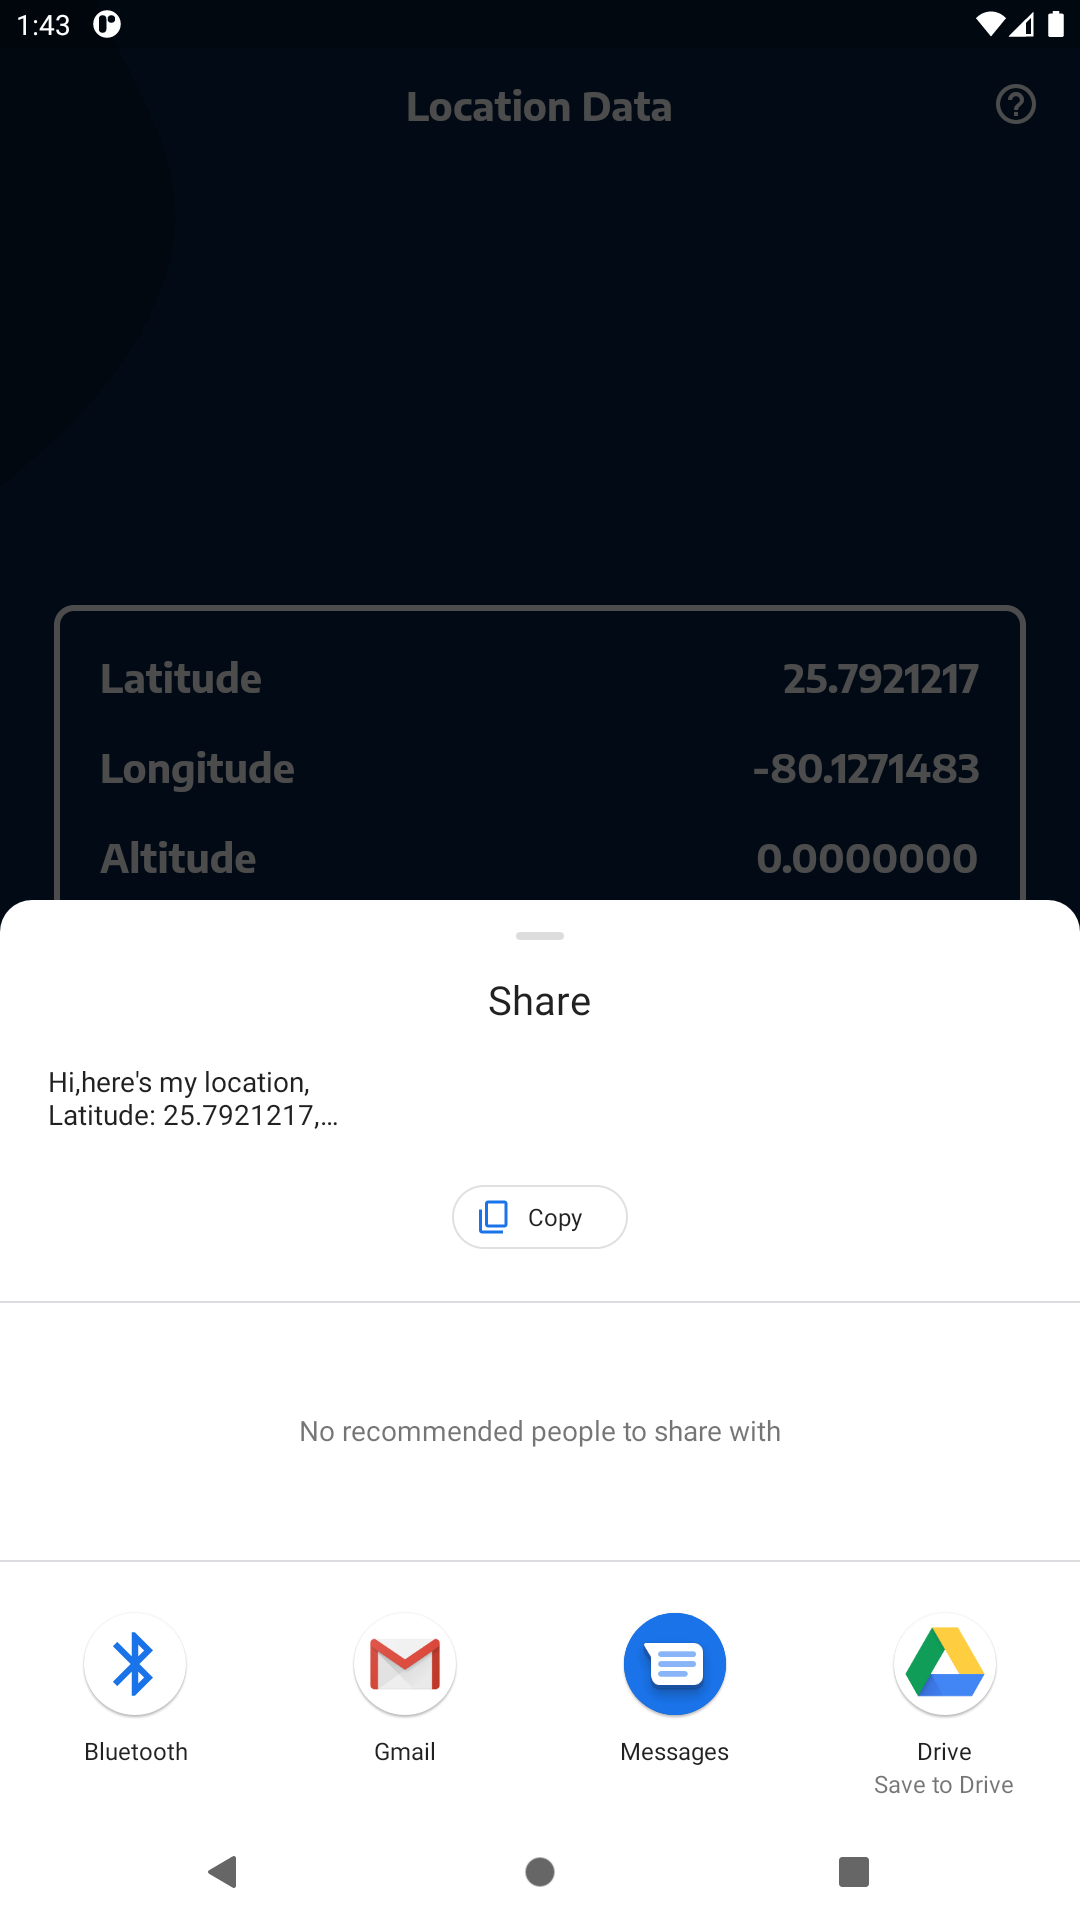 1:43
Location Data
Latitude 25.7921217
Longitude -80.1271483
Altitude 0.0000000
Share
Hi,here's my location,
Latitude: 25.7921217,...
Copy
No recommended people to share with
Bluetooth Gmail Messages Drive
Save to Drive